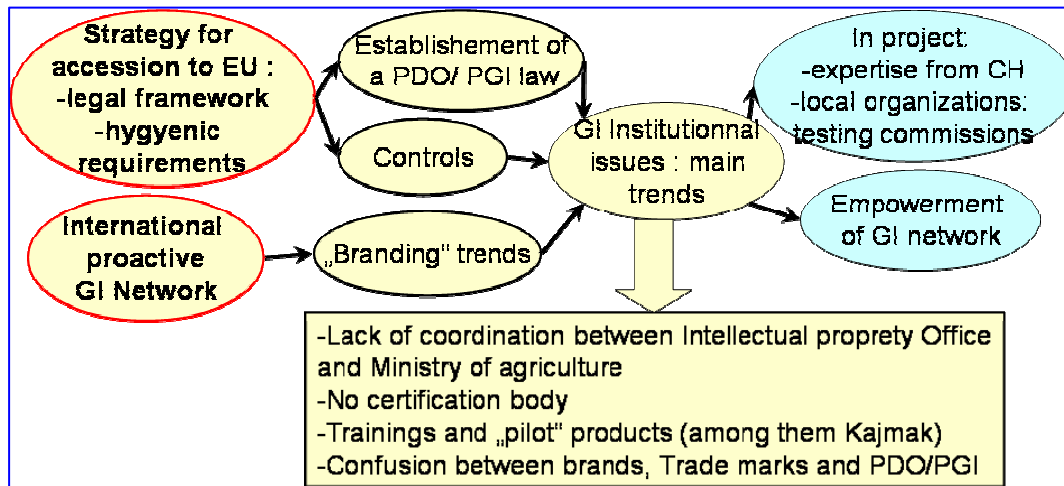 Strategy for
accession to EU :
-legal framework
-hygyenic
requirements
Establishement of
a PDO/ PGI law
Controls
International
proactive
GI Network
„Branding" trends
GI Institutionnal
issues : main
trends
In project:
-expertise from CH
-local organizations:
testing commissions
Empowerment
of GI network
-Lack of coordination between Intellectual proprety Office
and Ministry of agriculture
-No certification body
-Trainings and „pilot" products (among them Kajmak)
-Confusion between brands, Trade marks and PDO/PGI